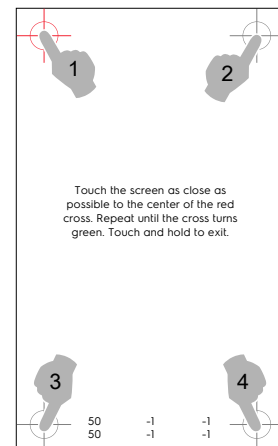 1
2
Touch the screen as close as
possible to the center of the red
cross. Repeat until the cross turns
green. Touch and hold to exit.
3
4
50 -1 -1
50 -1 -1